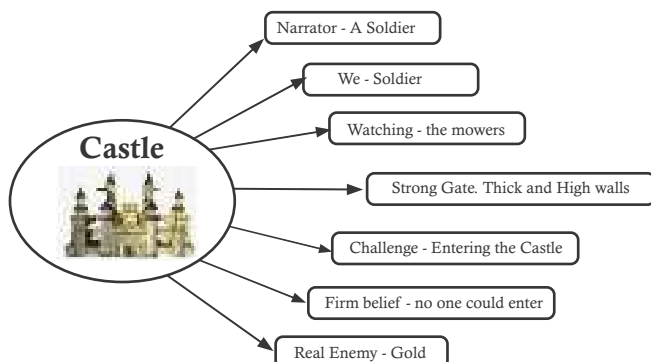 Narrator - A Soldier
We - Soldier
Castle
Watching - the mowers
Strong Gate. Thick and High walls
Challenge - Entering the Castle
Firm belief - no one could enter
Real Enemy - Gold